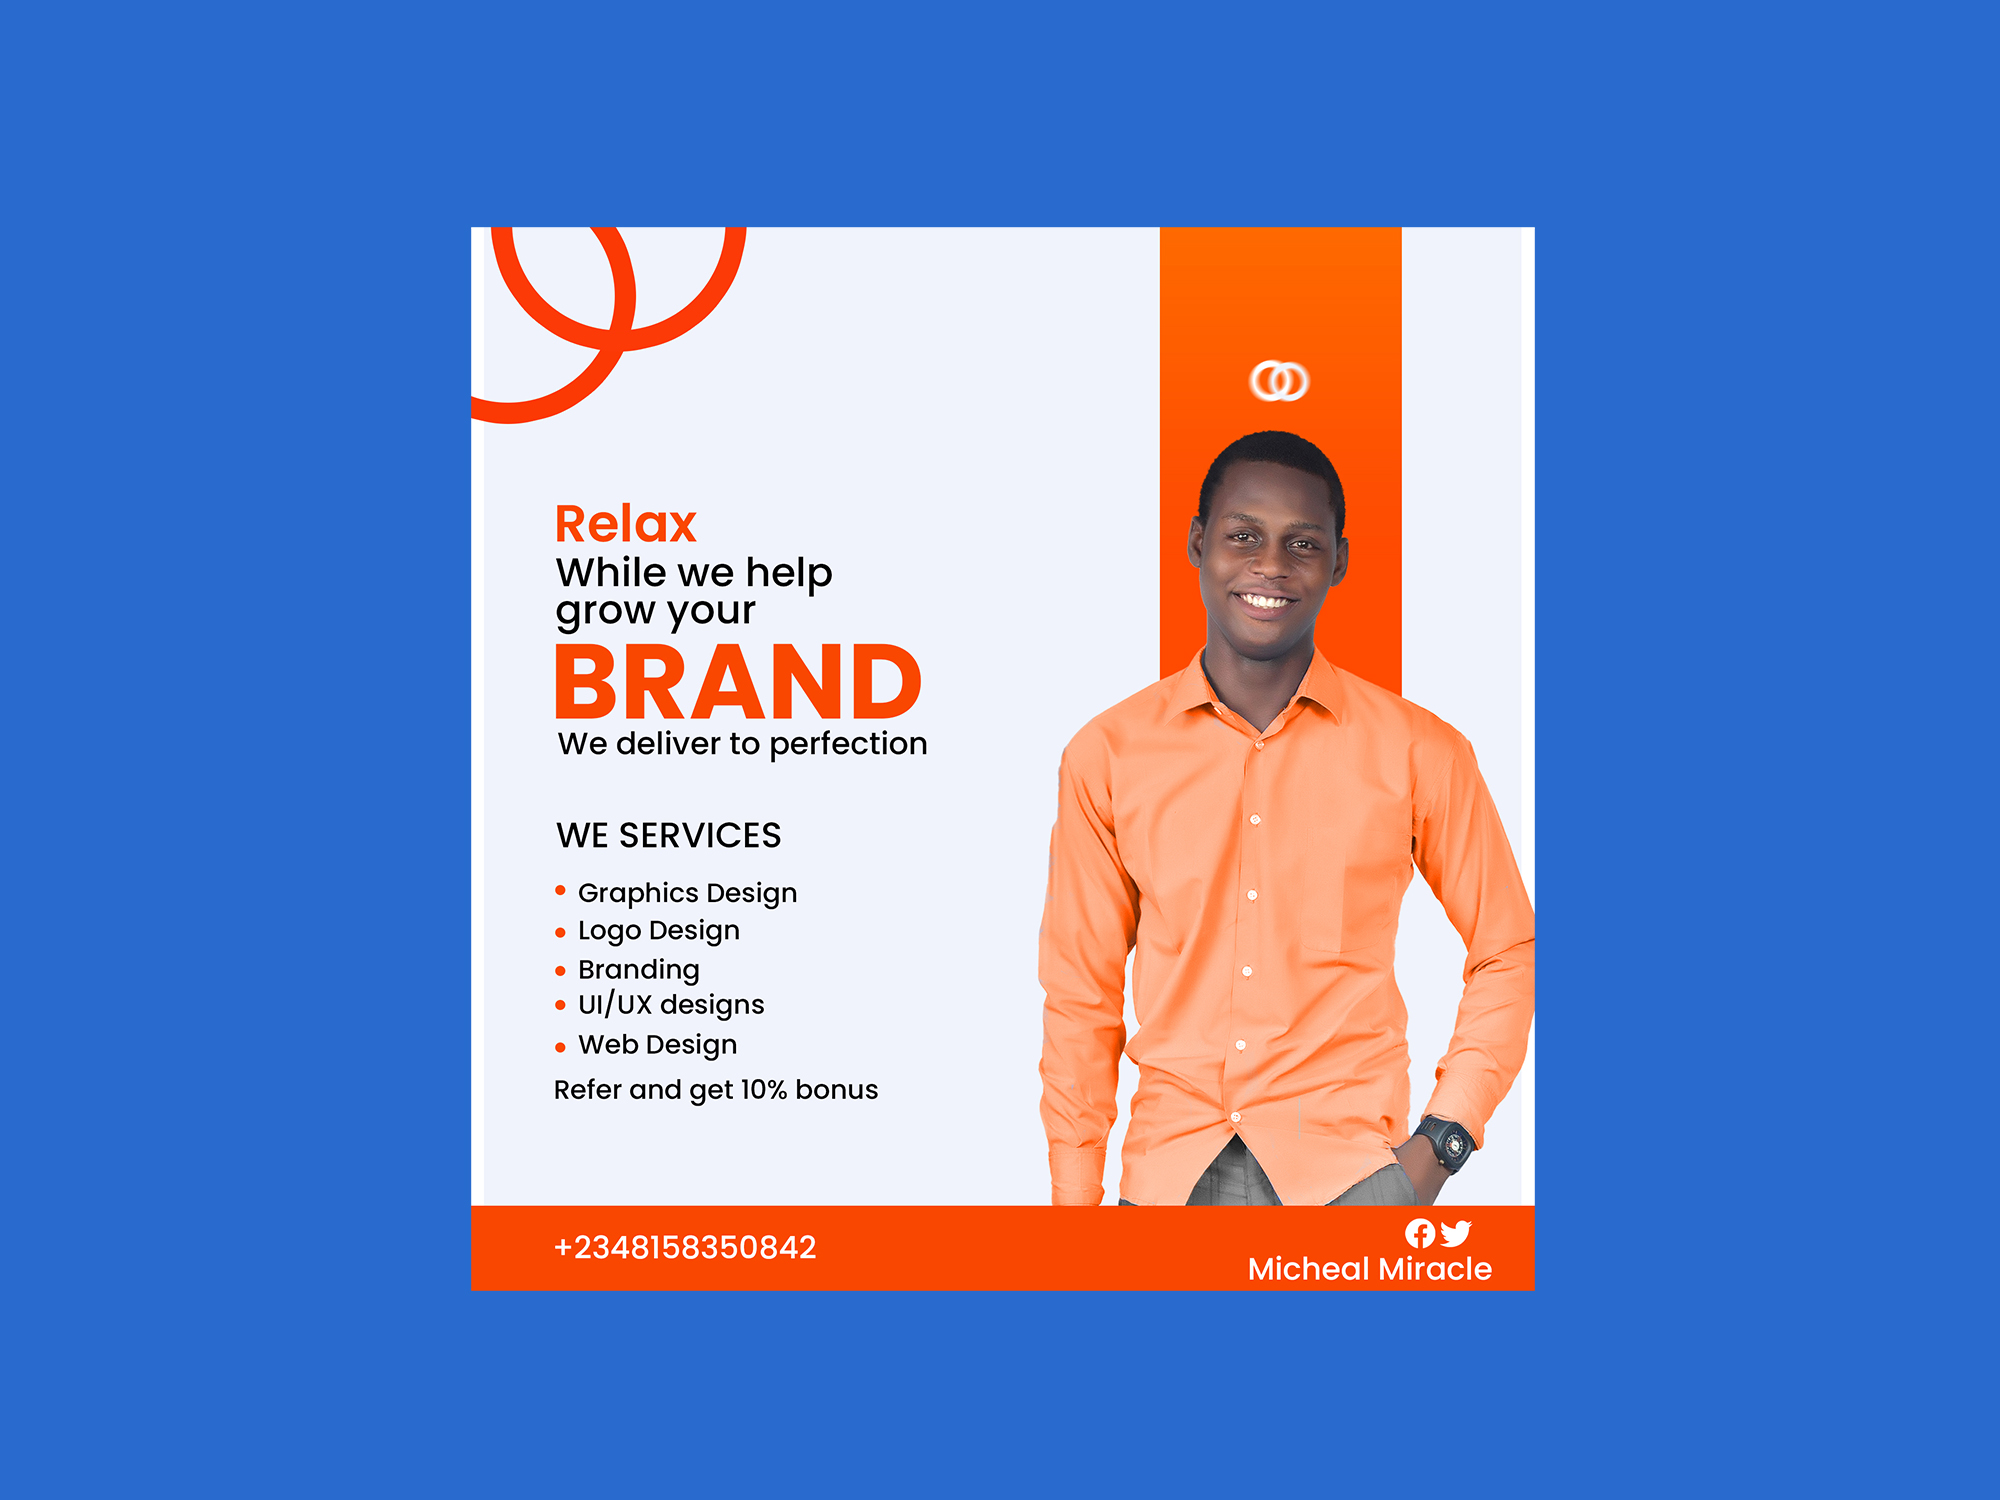 Relax
While we help
grow your
BRAND
We deliver to perfection
WE SERVICES
Graphics Design
Logo Design
Branding
UI/UX designs
Web Design
Refer and get 10% bonus
+2348158350842
Micheal Miracle